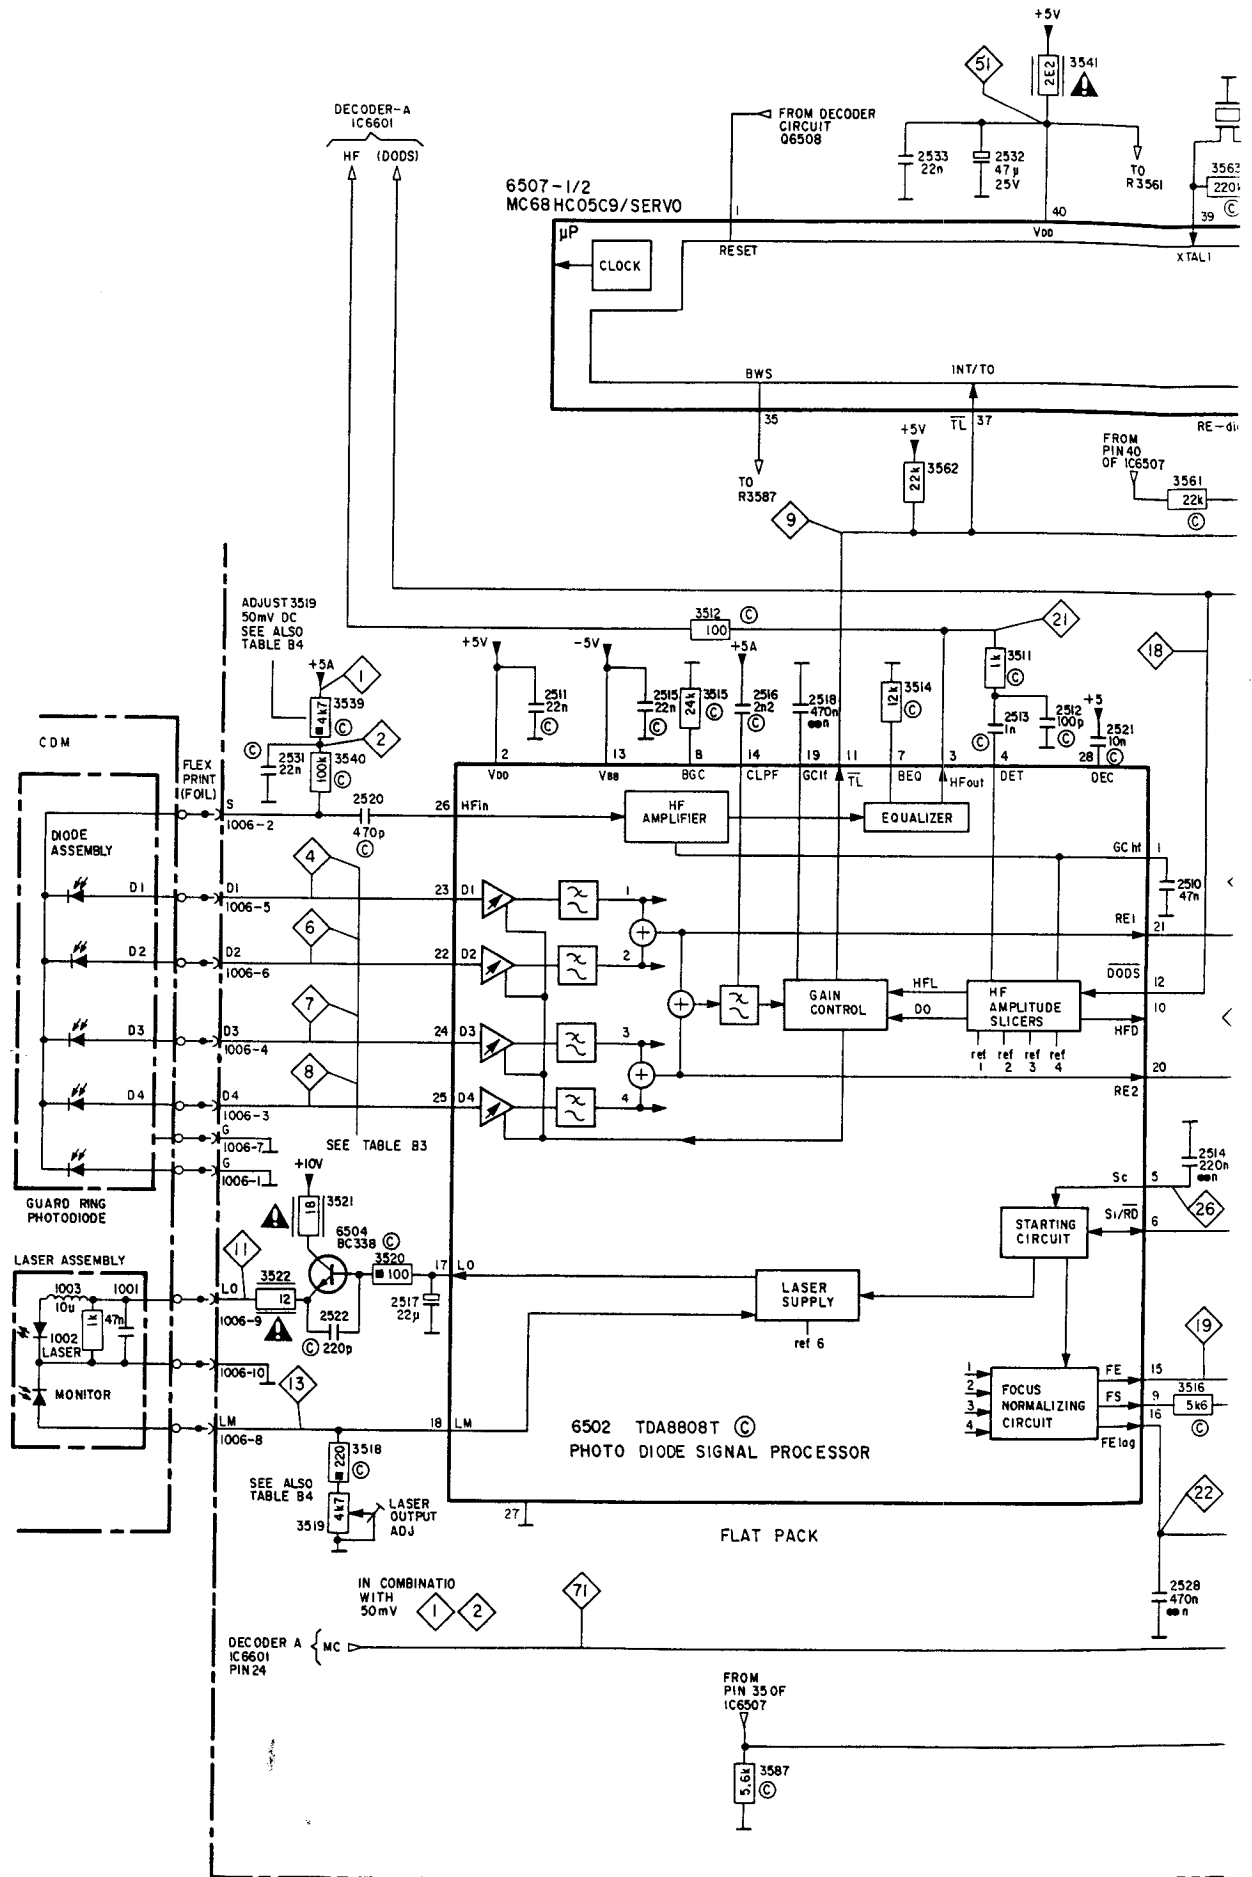 +5V
51
2E2
3541
DECODER-A
IC6601
HF (DODS)
FROM DECODER
CIRCUIT
Q6508
2533
22n
2532
47µ
25V
TO
R3561
3563
220k
©
6507-1/2
MC68HC05C9/SERVO
1
40
39
µP
RESET
VDD
XTAL1
CLOCK
BWS
INT/TO
35
TL 37
RE-di
+5V
3562
22k
FROM
PIN 40
OF IC6507
3561
22k
©
TO
R3587
9
ADJUST 3519
50mV DC
SEE ALSO
TABLE B4
3512 ©
100
21
18
+5V
-5V
+5A
+5A
1
3539
4k7
©
2511
22n
©
2515
22n
©
3515
24k
©
2516
2n2
©
2518
470n
●●n
3514
12k
©
3511
1k
©
2513
1n
©
2512
100p
©
+5
2521
10n
©
CDM
2
© 2531
22n
3540
100k
©
FLEX
PRINT
(FOIL)
2 13 8 14 19 11 7 3 4 28
VDD VBB BGC CLPF GClf TL BEQ HFout DET DEC
S
1006-2
2520
470p
©
26 HFin
HF
AMPLIFIER
EQUALIZER
DIODE
ASSEMBLY
GC hf 1
2510
47n
4
D1 D1
1006-5
23 D1
1
RE1 21
6
D2 D2
1006-6
22 D2
2
DODS 12
GAIN
CONTROL
HFL
DO
HF
AMPLITUDE
SLICERS
10
HFD
7
D3 D3
1006-4
24 D3
3
ref
1
ref
2
ref
3
ref
4
20
RE2
8
D4 D4
1006-3
25 D4
4
G
1006-7
SEE TABLE B3
G
1006-1
GUARD RING
PHOTODIODE
+10V
3521
18
2514
220n
●●n
Sc 5
26
Si/RD 6
STARTING
CIRCUIT
6504
BC338 ©
3520
■ 100
17 LO
LASER ASSEMBLY
11
1003
10µ
1001
LO
1006-9
3522
12
2517
22µ
LASER
SUPPLY
ref 6
1k
47n
1002
LASER
2522
© 220p
1006-10
MONITOR
13
19
FE 15
1
2
3
4
FOCUS
NORMALIZING
CIRCUIT
FS 9
3516
5k6
©
16
FElag
LM
1006-8
18 LM
6502 TDA8808T ©
PHOTO DIODE SIGNAL PROCESSOR
3518
■ 220
©
SEE ALSO
TABLE B4
3519
4k7
LASER
OUTPUT
ADJ
27
22
FLAT PACK
IN COMBINATIO
WITH
50mV
1 2
71
2528
470n
●●n
DECODER A
IC6601
PIN 24
MC
FROM
PIN 35 OF
IC6507
3587
5.6k
©